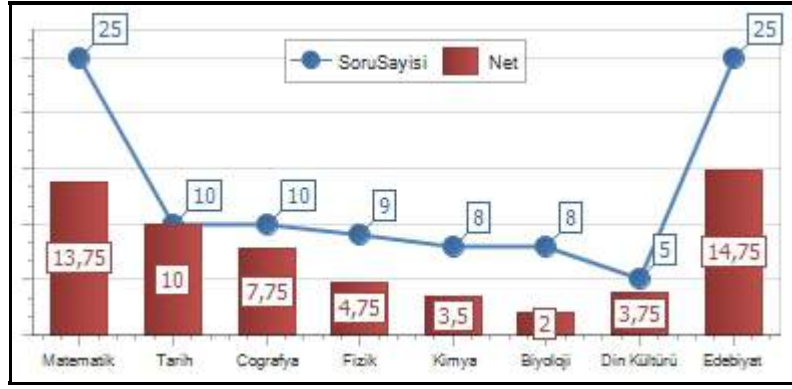 25
25
SoruSayisi
Net
10
10
9
8
8
5
13,75
10
7,75
4,75
3,5
2
3,75
14,75
Matematik
Tarih
Cografya
Fizik
Kimya
Biyoloji
Din Kültürü
Edebiyat